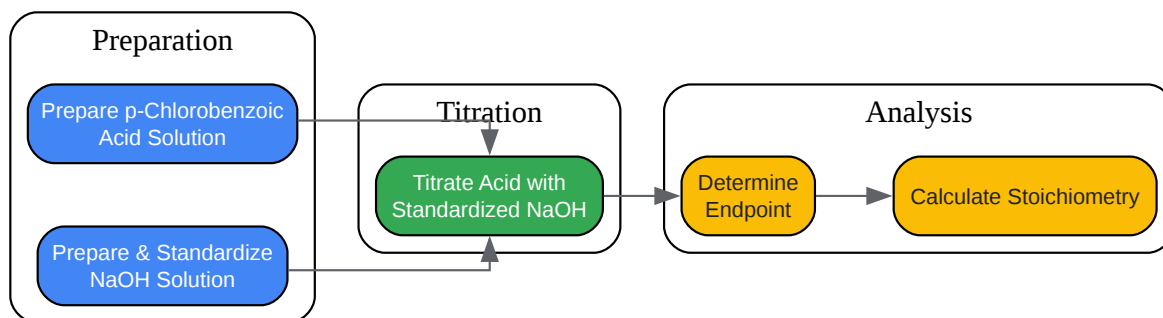 Preparation
Prepare p-Chlorobenzoic
Acid Solution
Prepare & Standardize
NaOH Solution
Titration
Titrate Acid with
Standardized NaOH
Analysis
Determine
Endpoint
Calculate Stoichiometry